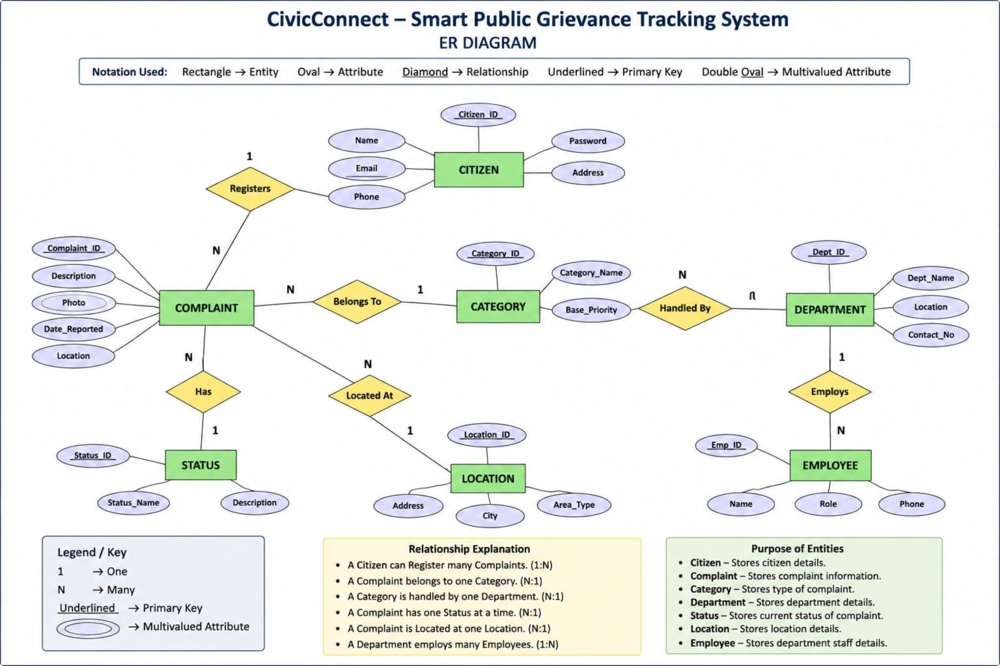 CivicConnect – Smart Public Grievance Tracking System
ER DIAGRAM
Notation Used: Rectangle → Entity Oval → Attribute Diamond → Relationship Underlined → Primary Key Double Oval → Multivalued Attribute
Citizen_ID
Name
Password
Email
CITIZEN
Address
Phone
1
Registers
N
Complaint_ID
Description
Photo
Date_Reported
Location
COMPLAINT
N
Belongs To
1
Category_ID
Category_Name
CATEGORY
Base_Priority
N
Handled By
Dept_ID
Dept_Name
DEPARTMENT
Location
Contact_No
N
Has
1
N
Located At
1
1
Employs
N
Status_ID
STATUS
Status_Name
Description
Location_ID
LOCATION
Address
City
Area_Type
Emp_ID
EMPLOYEE
Name
Role
Phone
Legend / Key
1 → One
N → Many
Underlined → Primary Key
→ Multivalued Attribute
Relationship Explanation
• A Citizen can Register many Complaints. (1:N)
• A Complaint belongs to one Category. (N:1)
• A Category is handled by one Department. (N:1)
• A Complaint has one Status at a time. (N:1)
• A Complaint is Located at one Location. (N:1)
• A Department employs many Employees. (1:N)
Purpose of Entities
• Citizen – Stores citizen details.
• Complaint – Stores complaint information.
• Category – Stores type of complaint.
• Department – Stores department details.
• Status – Stores current status of complaint.
• Location – Stores location details.
• Employee – Stores department staff details.